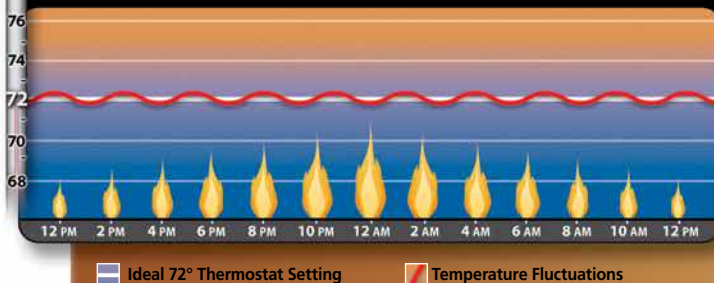 76
74
72
70
68
12 PM 2 PM 4 PM 6 PM 8 PM 10 PM 12 AM 2 AM 4 AM 6 AM 8 AM 10 AM 12 PM
Ideal 72° Thermostat Setting Temperature Fluctuations